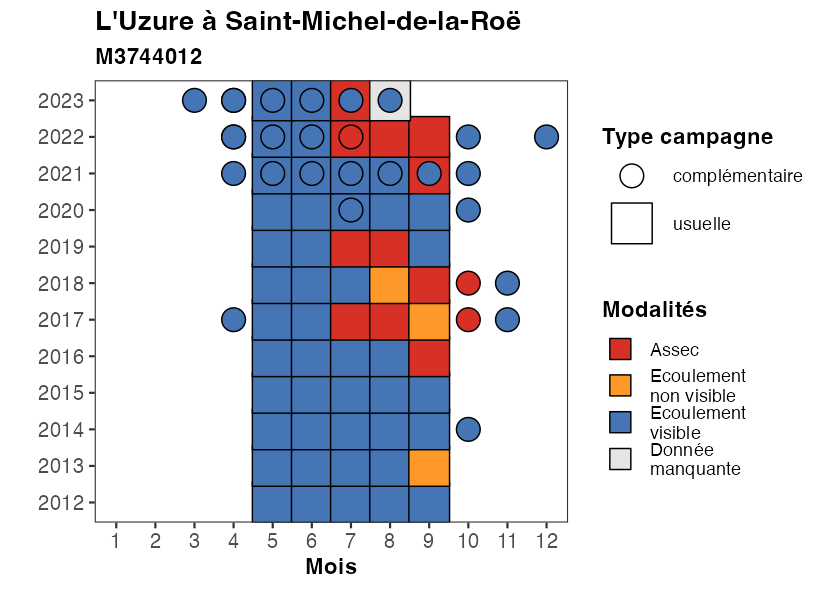 L'Uzure à Saint-Michel-de-la-Roë
M3744012
2023
2022
2021
2020
2019
2018
2017
2016
2015
2014
2013
2012
1 2 3 4 5 6 7 8 9 10 11 12
Mois
Type campagne
complémentaire
usuelle
Modalités
Assec
Ecoulement
non visible
Ecoulement
visible
Donnée
manquante